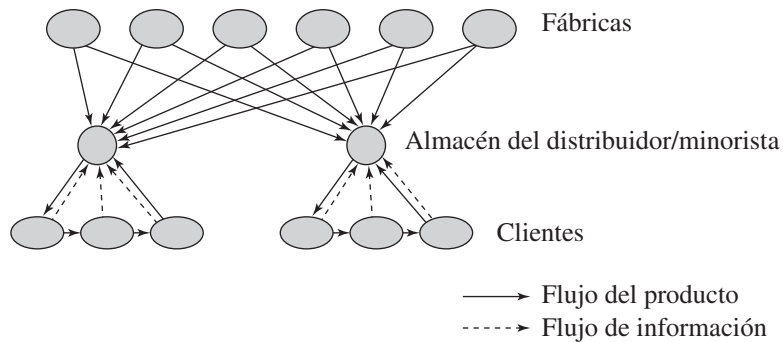 Fábricas
Almacén del distribuidor/minorista
Clientes
Flujo del producto
Flujo de información